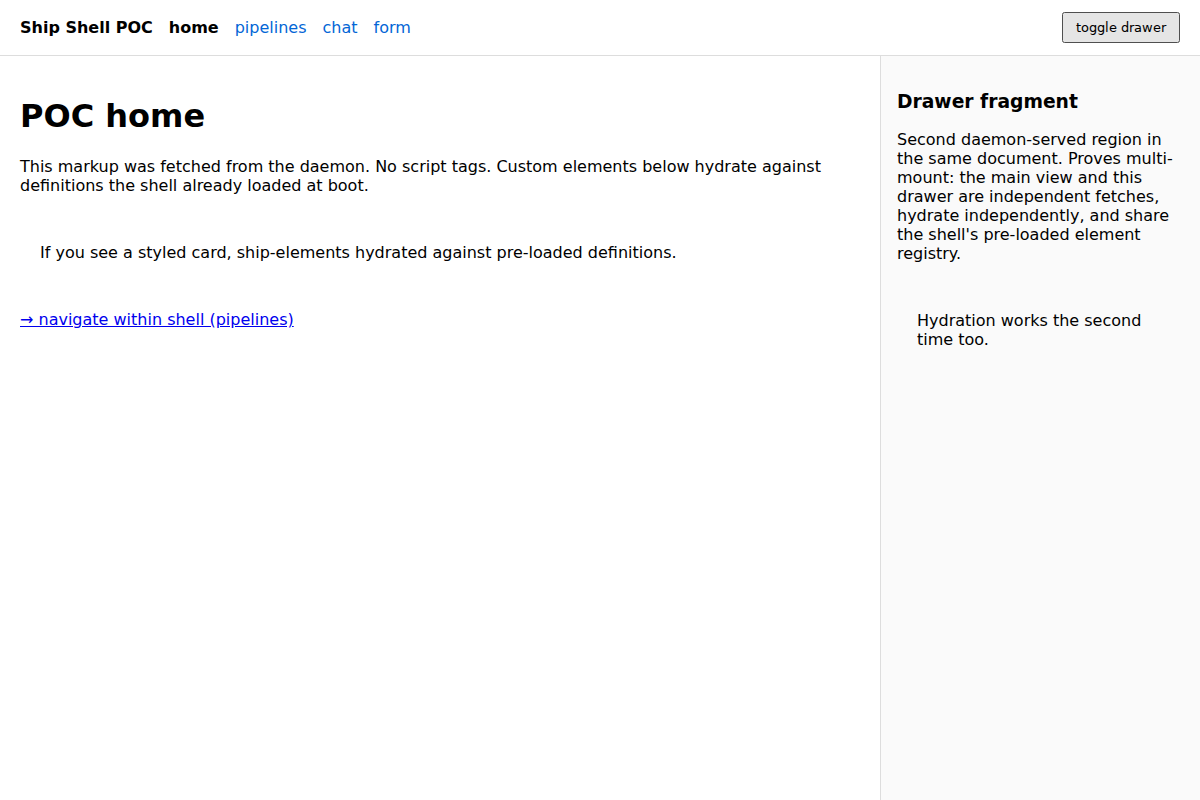 Ship Shell POC home pipelines chat form toggle drawer
POC home
This markup was fetched from the daemon. No script tags. Custom elements below hydrate against
definitions the shell already loaded at boot.
If you see a styled card, ship-elements hydrated against pre-loaded definitions.
→ navigate within shell (pipelines)
Drawer fragment
Second daemon-served region in
the same document. Proves multi-
mount: the main view and this
drawer are independent fetches,
hydrate independently, and share
the shell's pre-loaded element
registry.
Hydration works the second
time too.